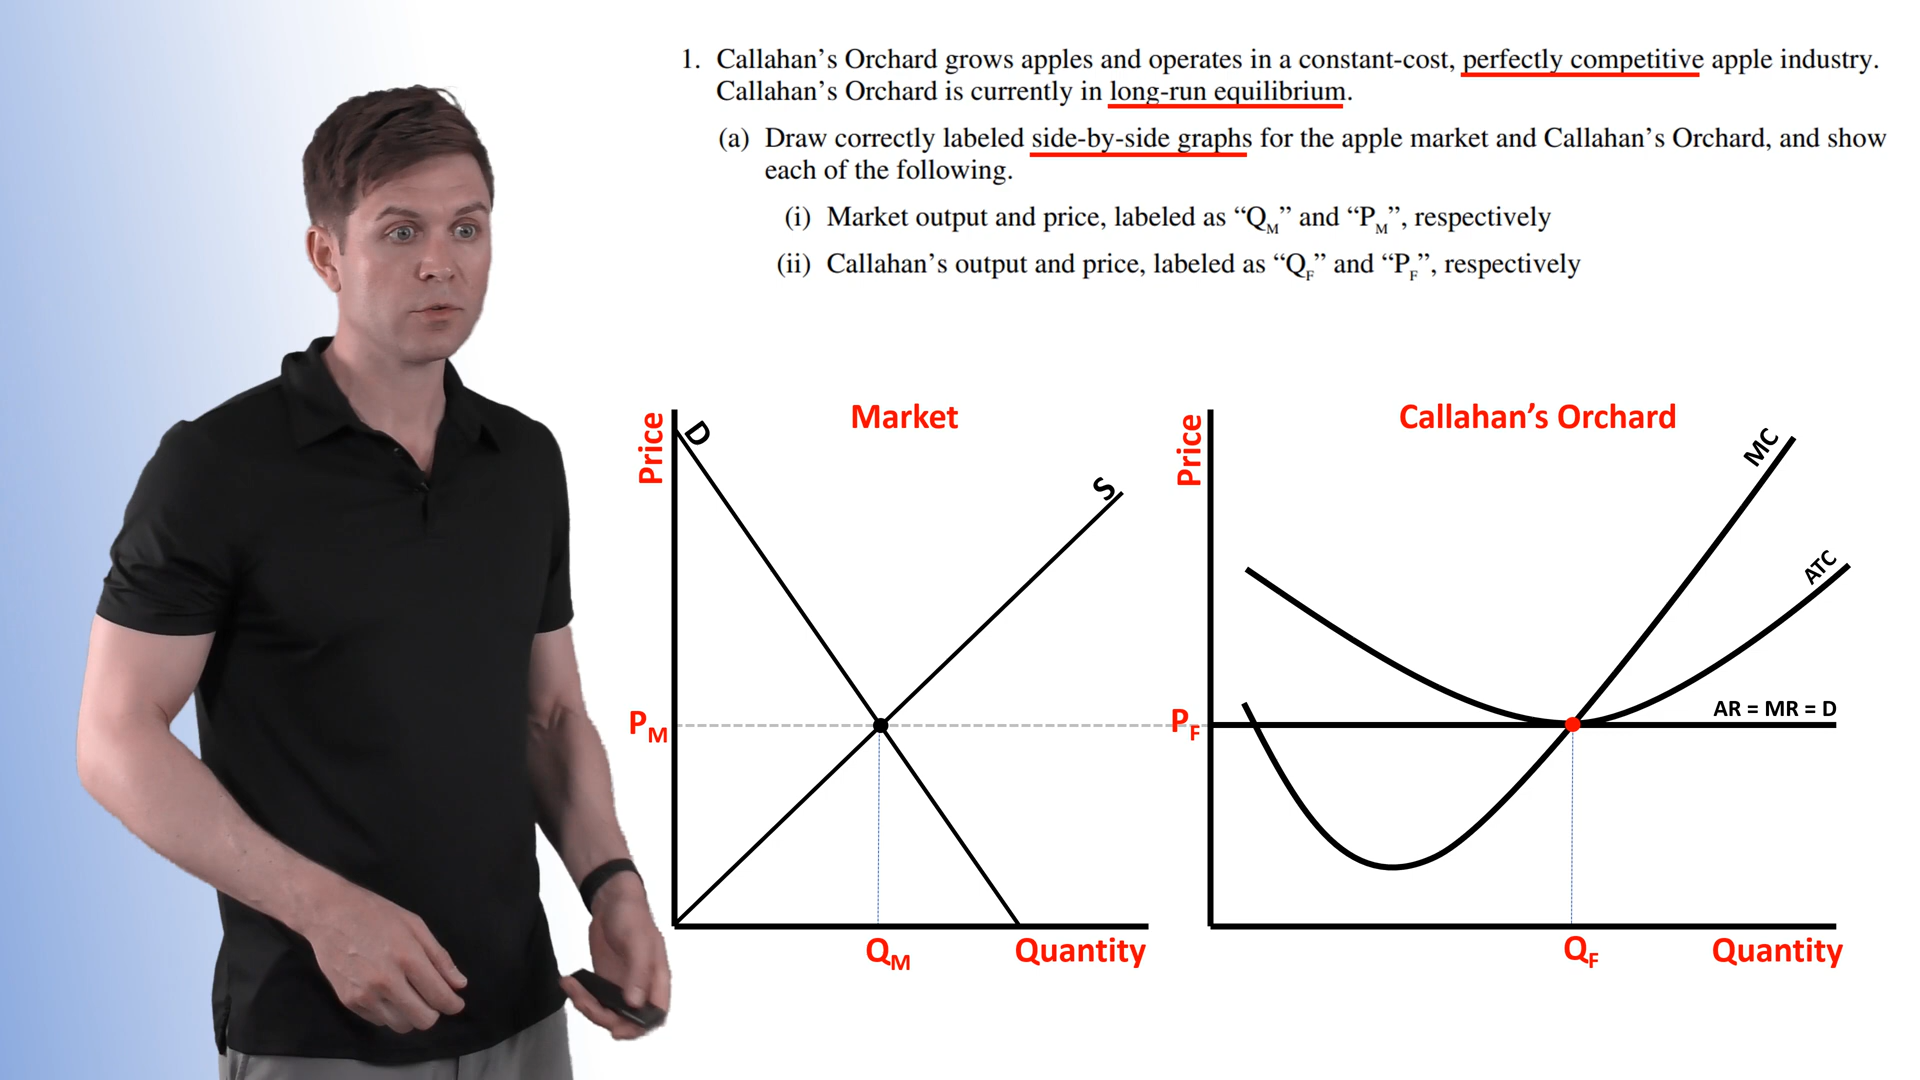 1. Callahan’s Orchard grows apples and operates in a constant-cost, perfectly competitive apple industry.
Callahan’s Orchard is currently in long-run equilibrium.
(a) Draw correctly labeled side-by-side graphs for the apple market and Callahan’s Orchard, and show
each of the following.
(i) Market output and price, labeled as “QM” and “PM”, respectively
(ii) Callahan’s output and price, labeled as “QF” and “PF”, respectively
Market
Price
D
S
PM
QM
Quantity
Callahan’s Orchard
Price
MC
ATC
AR = MR = D
PF
QF
Quantity